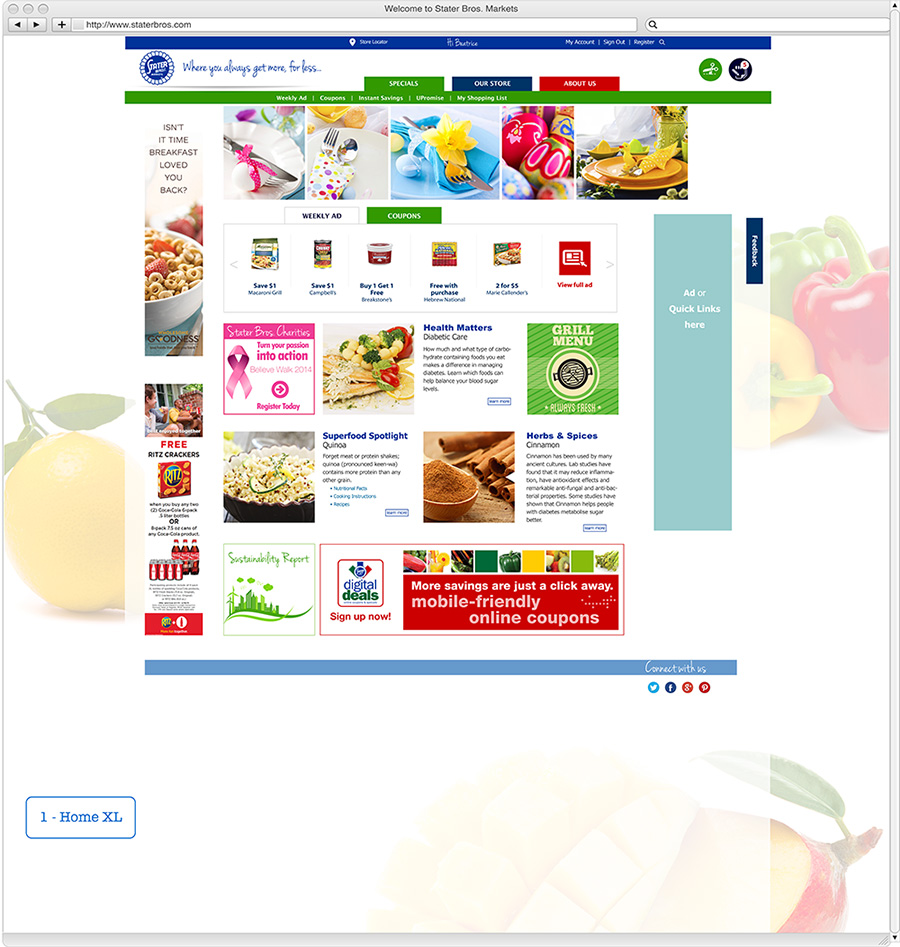 Welcome to Stater Bros. Markets
http://www.staterbros.com
Store Locator
Hi Beatrice
My Account | Sign Out | Register
STATER BROS
Where you always get more, for less...
5
SPECIALS
OUR STORE
ABOUT US
Weekly Ad | Coupons | Instant Savings | UPromise | My Shopping List
ISN'T
IT TIME
BREAKFAST
LOVED
YOU
BACK?
GOODNESS
WEEKLY AD
COUPONS
<
Save $1
Macaroni Grill
Save $1
Campbell's
Buy 1 Get 1
Free
Breakstone's
Free with
purchase
Hebrew National
2 for $5
Marie Callender's
View full ad
>
Ad or
Quick Links
here
Feedback
Stater Bros. Charities
Turn your passion
into action
Believe Walk 2014
Register Today
Health Matters
Diabetic Care
How much and what type of carbo-
hydrate containing foods you eat
makes a difference in managing
diabetes. Learn which foods can
help balance your blood sugar
levels.
learn more
GRILL
MENU
ALWAYS FRESH
enjoyed together
FREE
RITZ CRACKERS
RITZ
when you buy any two
(2) Coca-Cola 6-pack
.5 liter bottles
OR
8-pack 7.5 oz cans of
any Coca-Cola product.
Superfood Spotlight
Quinoa
Forget meat or protein shakes;
quinoa (pronounced keen-wa)
contains more protein than any
other grain.
• Nutritional Facts
• Cooking Instructions
• Recipes
learn more
Herbs & Spices
Cinnamon
Cinnamon has been used by many
ancient cultures. Lab studies have
found that it may reduce inflamma-
tion, have antioxidant effects and
remarkable anti-fungal and anti-bac-
terial properties. Some studies have
shown that Cinnamon helps people
with diabetes metabolise sugar
better.
learn more
Sustainability Report
digital
deals
Sign up now!
More savings are just a click away.
mobile-friendly
online coupons
Connect with us
1 - Home XL